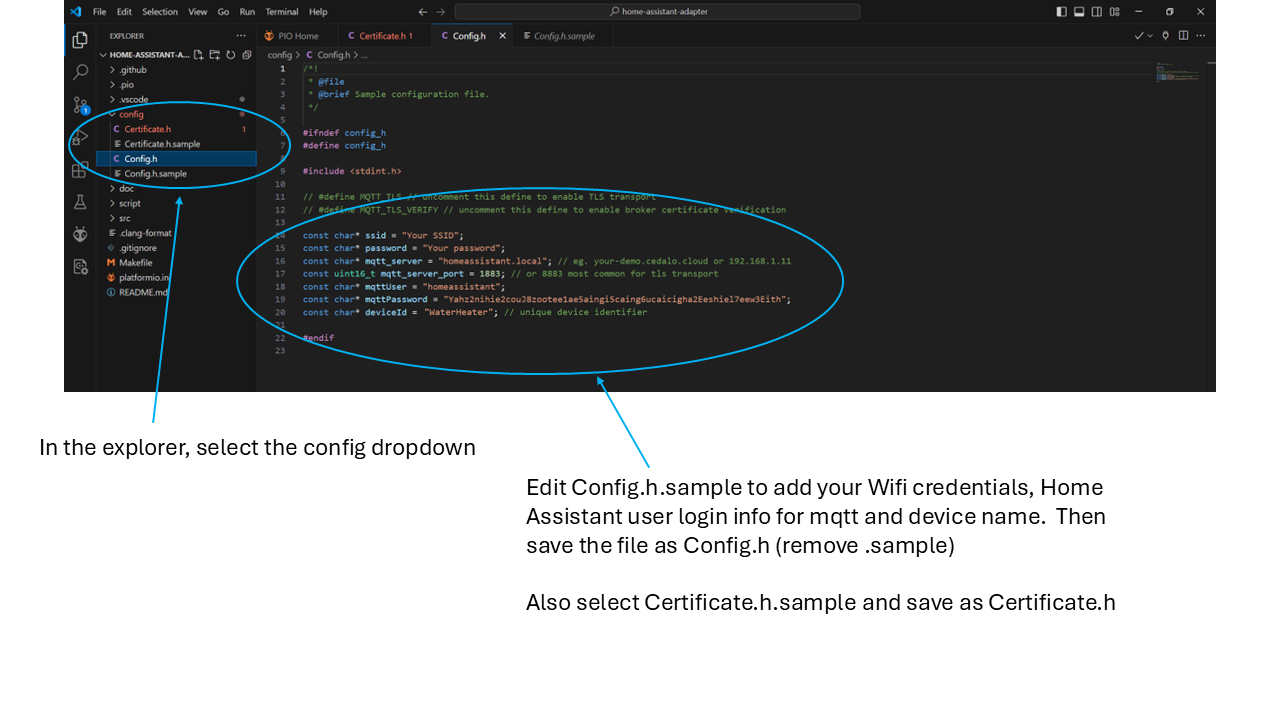 File Edit Selection View Go Run Terminal Help
home-assistant-adapter
EXPLORER
HOME-ASSISTANT-A...
.github
.pio
.vscode
config
Certificate.h 1
Certificate.h.sample
Config.h
Config.h.sample
doc
script
src
.clang-format
.gitignore
Makefile
platformio.ini
README.md
1
PIO Home
Certificate.h 1
Config.h
Config.h.sample
config > C Config.h > ...
1 /*!
2 * @file
3 * @brief Sample configuration file.
4 */
5
6 #ifndef config_h
7 #define config_h
8
9 #include <stdint.h>
10
11 // #define MQTT_TLS // uncomment this define to enable TLS transport
12 // #define MQTT_TLS_VERIFY // uncomment this define to enable broker certificate verification
13
14 const char* ssid = "Your SSID";
15 const char* password = "Your password";
16 const char* mqtt_server = "homeassistant.local"; // eg. your-demo.cedalo.cloud or 192.168.1.11
17 const uint16_t mqtt_server_port = 1883; // or 8883 most common for tls transport
18 const char* mqttUser = "homeassistant";
19 const char* mqttPassword =
20 const char* deviceId = "WaterHeater"; // unique device identifier
21
22 #endif
23
In the explorer, select the config dropdown
Edit Config.h.sample to add your Wifi credentials, Home
Assistant user login info for mqtt and device name. Then
save the file as Config.h (remove .sample)
Also select Certificate.h.sample and save as Certificate.h